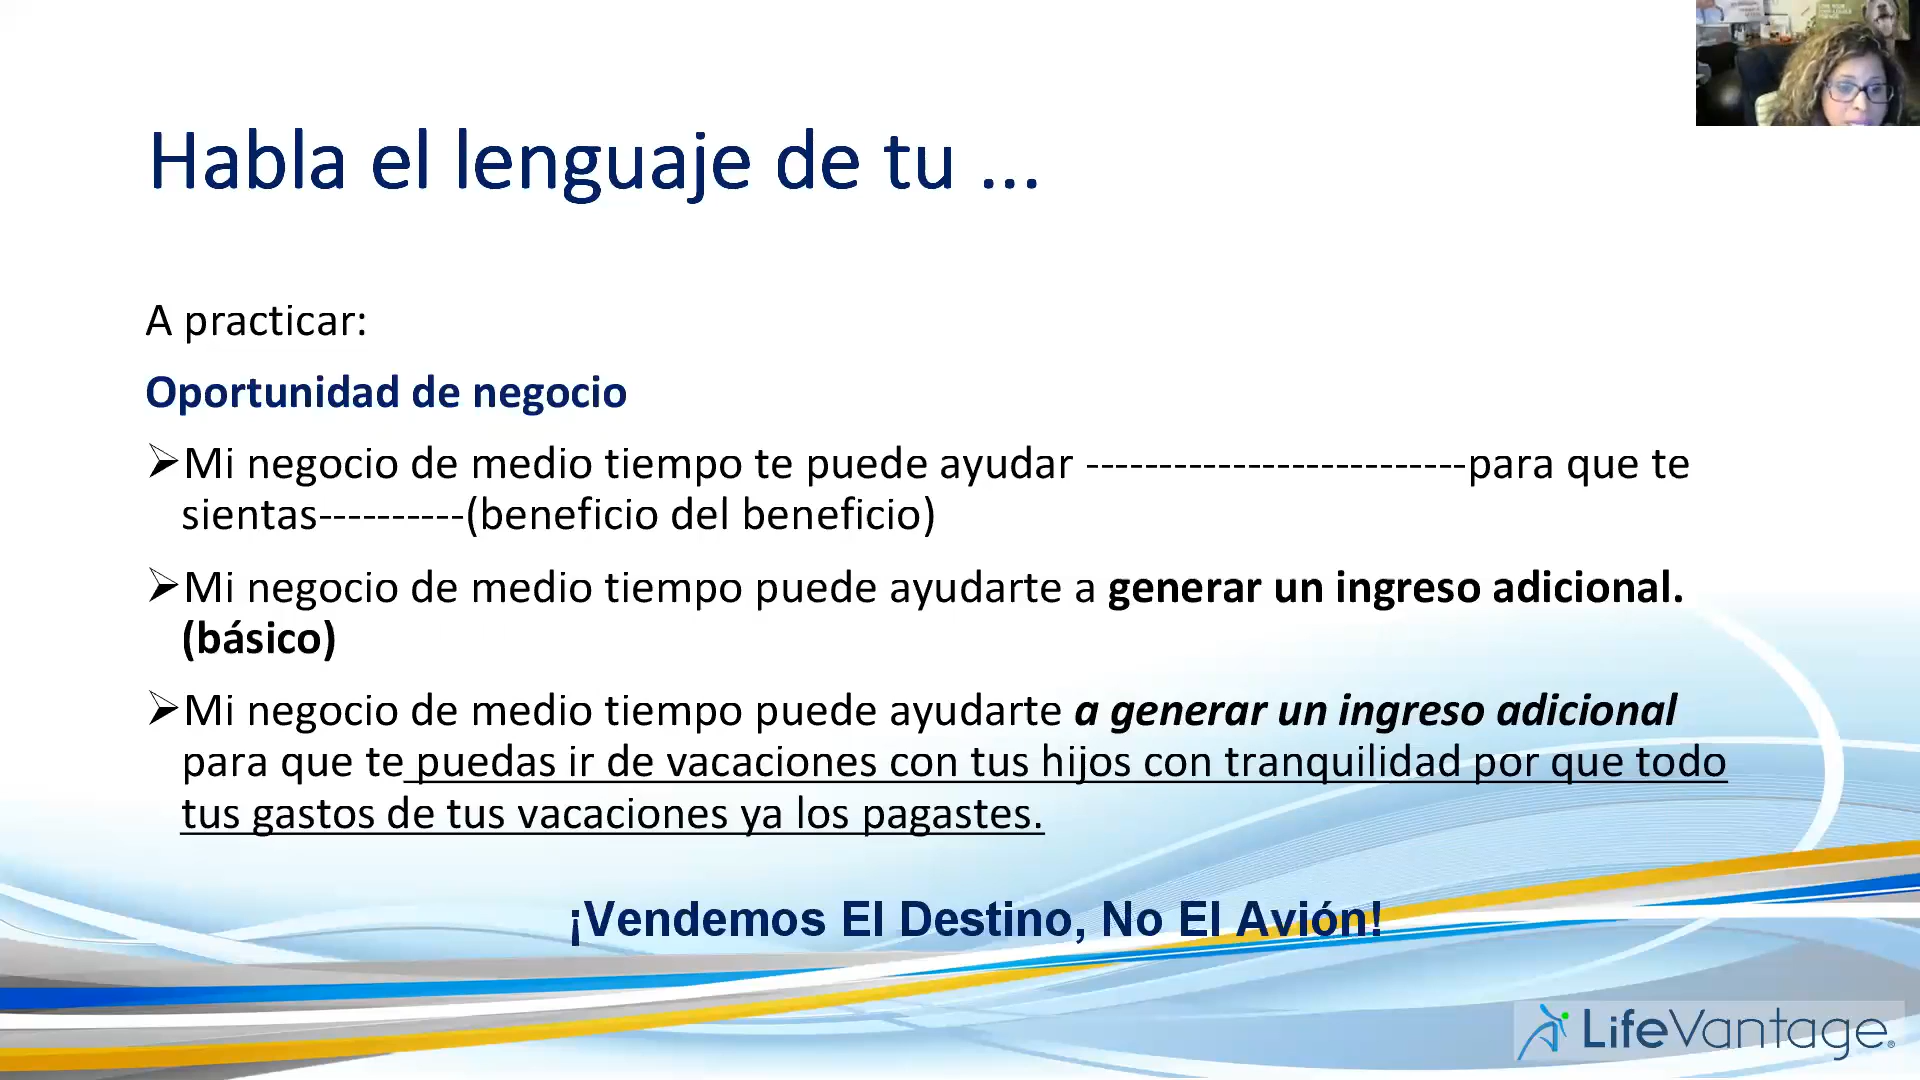 Habla el lenguaje de tu ...
A practicar:
Oportunidad de negocio
➢Mi negocio de medio tiempo te puede ayudar --------------------------para que te
sientas----------(beneficio del beneficio)
➢Mi negocio de medio tiempo puede ayudarte a generar un ingreso adicional.
(básico)
➢Mi negocio de medio tiempo puede ayudarte a generar un ingreso adicional
para que te puedas ir de vacaciones con tus hijos con tranquilidad por que todo
tus gastos de tus vacaciones ya los pagastes.
¡Vendemos El Destino, No El Avión!
LifeVantage®